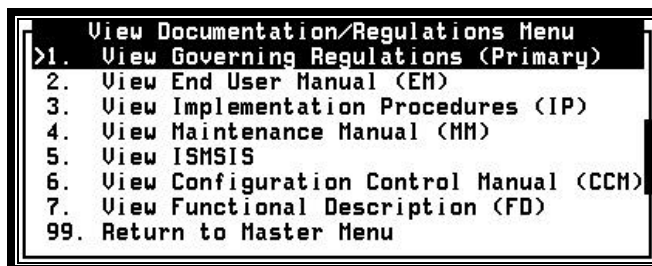 View Documentation/Regulations Menu
>1. View Governing Regulations (Primary)
2. View End User Manual (EM)
3. View Implementation Procedures (IP)
4. View Maintenance Manual (MM)
5. View ISMSIS
6. View Configuration Control Manual (CCM)
7. View Functional Description (FD)
99. Return to Master Menu